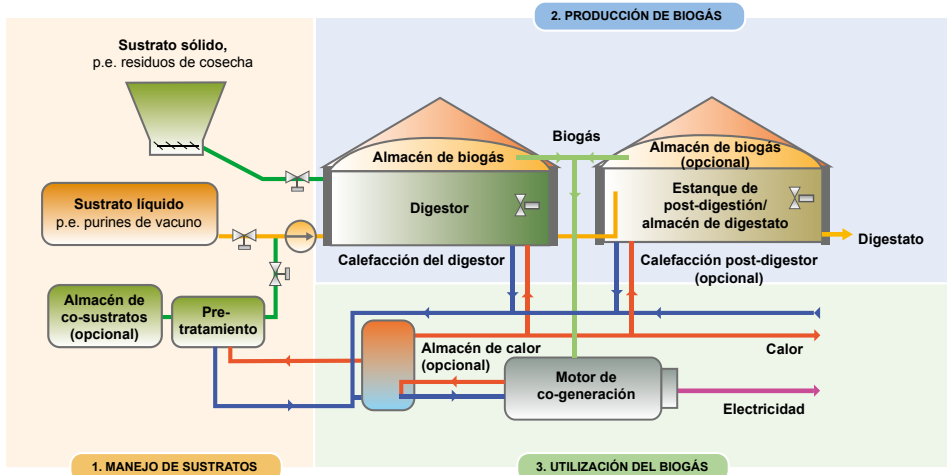 2. PRODUCCIÓN DE BIOGÁS
Sustrato sólido,
p.e. residuos de cosecha
Biogás
Almacén de biogás
Almacén de biogás
(opcional)
Sustrato líquido
p.e. purines de vacuno
Digestor
Estanque de
post-digestión/
almacén de digestato
Digestato
Calefacción del digestor
Calefacción post-digestor
(opcional)
Almacén de
co-sustratos
(opcional)
Pre-
tratamiento
Almacén de calor
(opcional)
Calor
Motor de
co-generación
Electricidad
1. MANEJO DE SUSTRATOS
3. UTILIZACIÓN DEL BIOGÁS